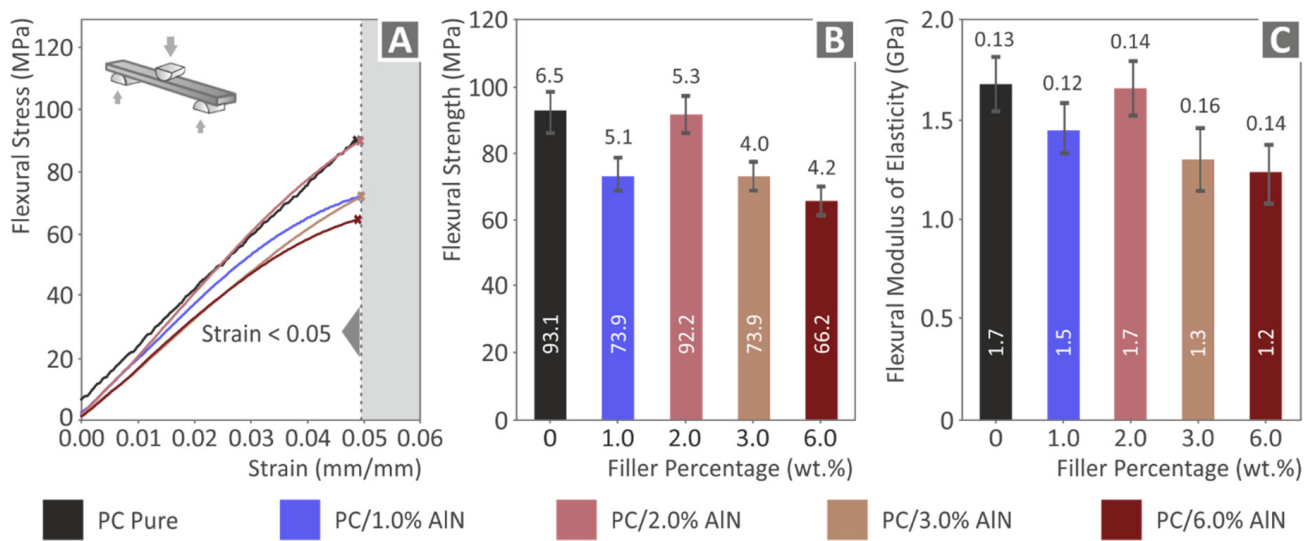 A
Flexural Stress (MPa)
120
100
80
60
40
20
0
Strain < 0.05
0.00 0.01 0.02 0.03 0.04 0.05 0.06
Strain (mm/mm)
B
Flexural Strength (MPa)
120
100
80
60
40
20
0
6.5 5.1 5.3 4.0 4.2
93.1 73.9 92.2 73.9 66.2
0 1.0 2.0 3.0 6.0
Filler Percentage (wt.%)
C
Flexural Modulus of Elasticity (GPa)
2.0
1.5
1.0
0.5
0
0.13 0.12 0.14 0.16 0.14
1.7 1.5 1.7 1.3 1.2
0 1.0 2.0 3.0 6.0
Filler Percentage (wt.%)
PC Pure PC/1.0% AlN PC/2.0% AlN PC/3.0% AlN PC/6.0% AlN